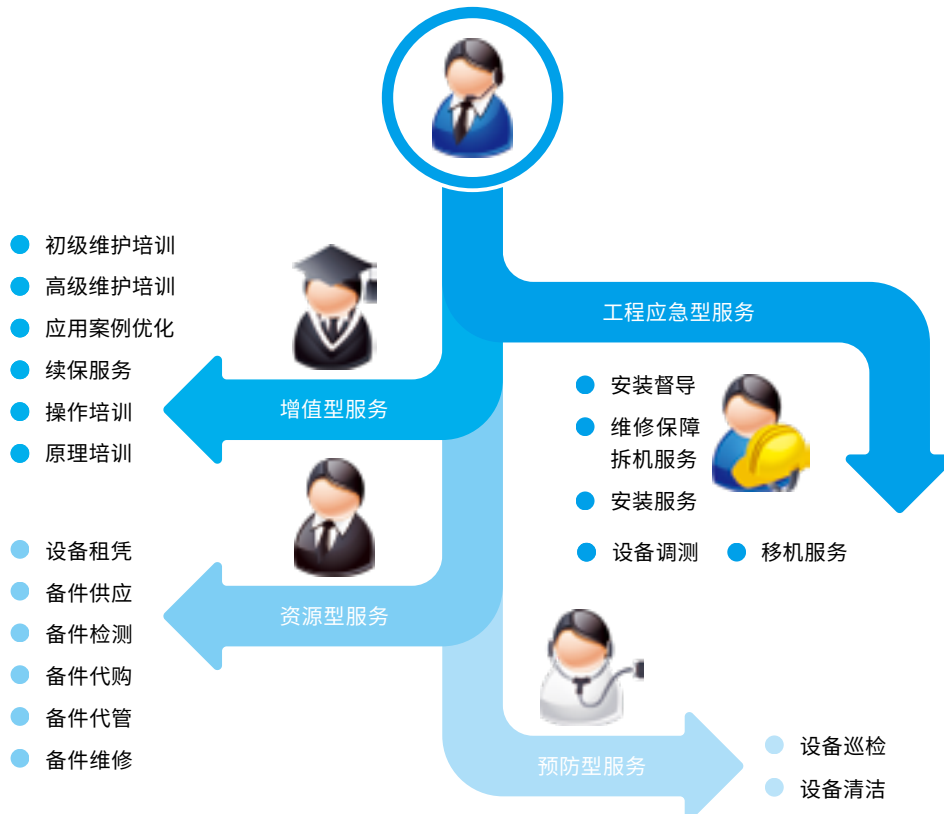 工程应急型服务
安装督导
维修保障
拆机服务
安装服务
设备调测
移机服务
初级维护培训
高级维护培训
应用案例优化
续保服务
操作培训
原理培训
增值型服务
设备租凭
备件供应
备件检测
备件代购
备件代管
备件维修
资源型服务
预防型服务
设备巡检
设备清洁